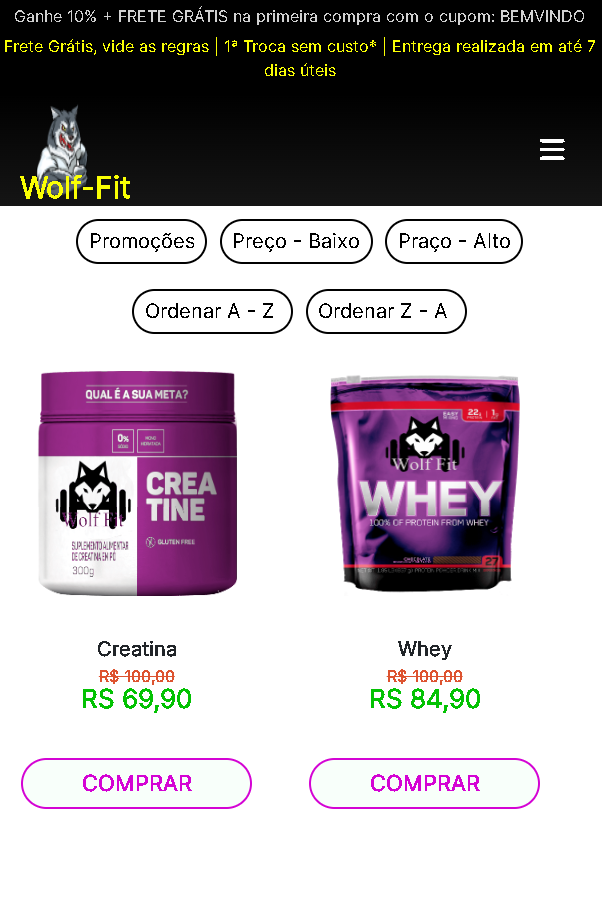 Ganhe 10% + FRETE GRÁTIS na primeira compra com o cupom: BEMVINDO
Frete Grátis, vide as regras | 1ª Troca sem custo* | Entrega realizada em até 7
dias úteis
Wolf-Fit
Promoções
Preço - Baixo
Praço - Alto
Ordenar A - Z
Ordenar Z - A
QUAL É A SUA META?
0%
CREA
TINE
Wolf Fit
GLUTEN FREE
SUPLEMENTO ALIMENTAR
DE CREATINA EM PÓ
300g
22g
Wolf Fit
WHEY
100% OF PROTEIN FROM WHEY
CHOCOLATE
27
Creatina
R$ 100,00
R$ 69,90
COMPRAR
Whey
R$ 100,00
R$ 84,90
COMPRAR